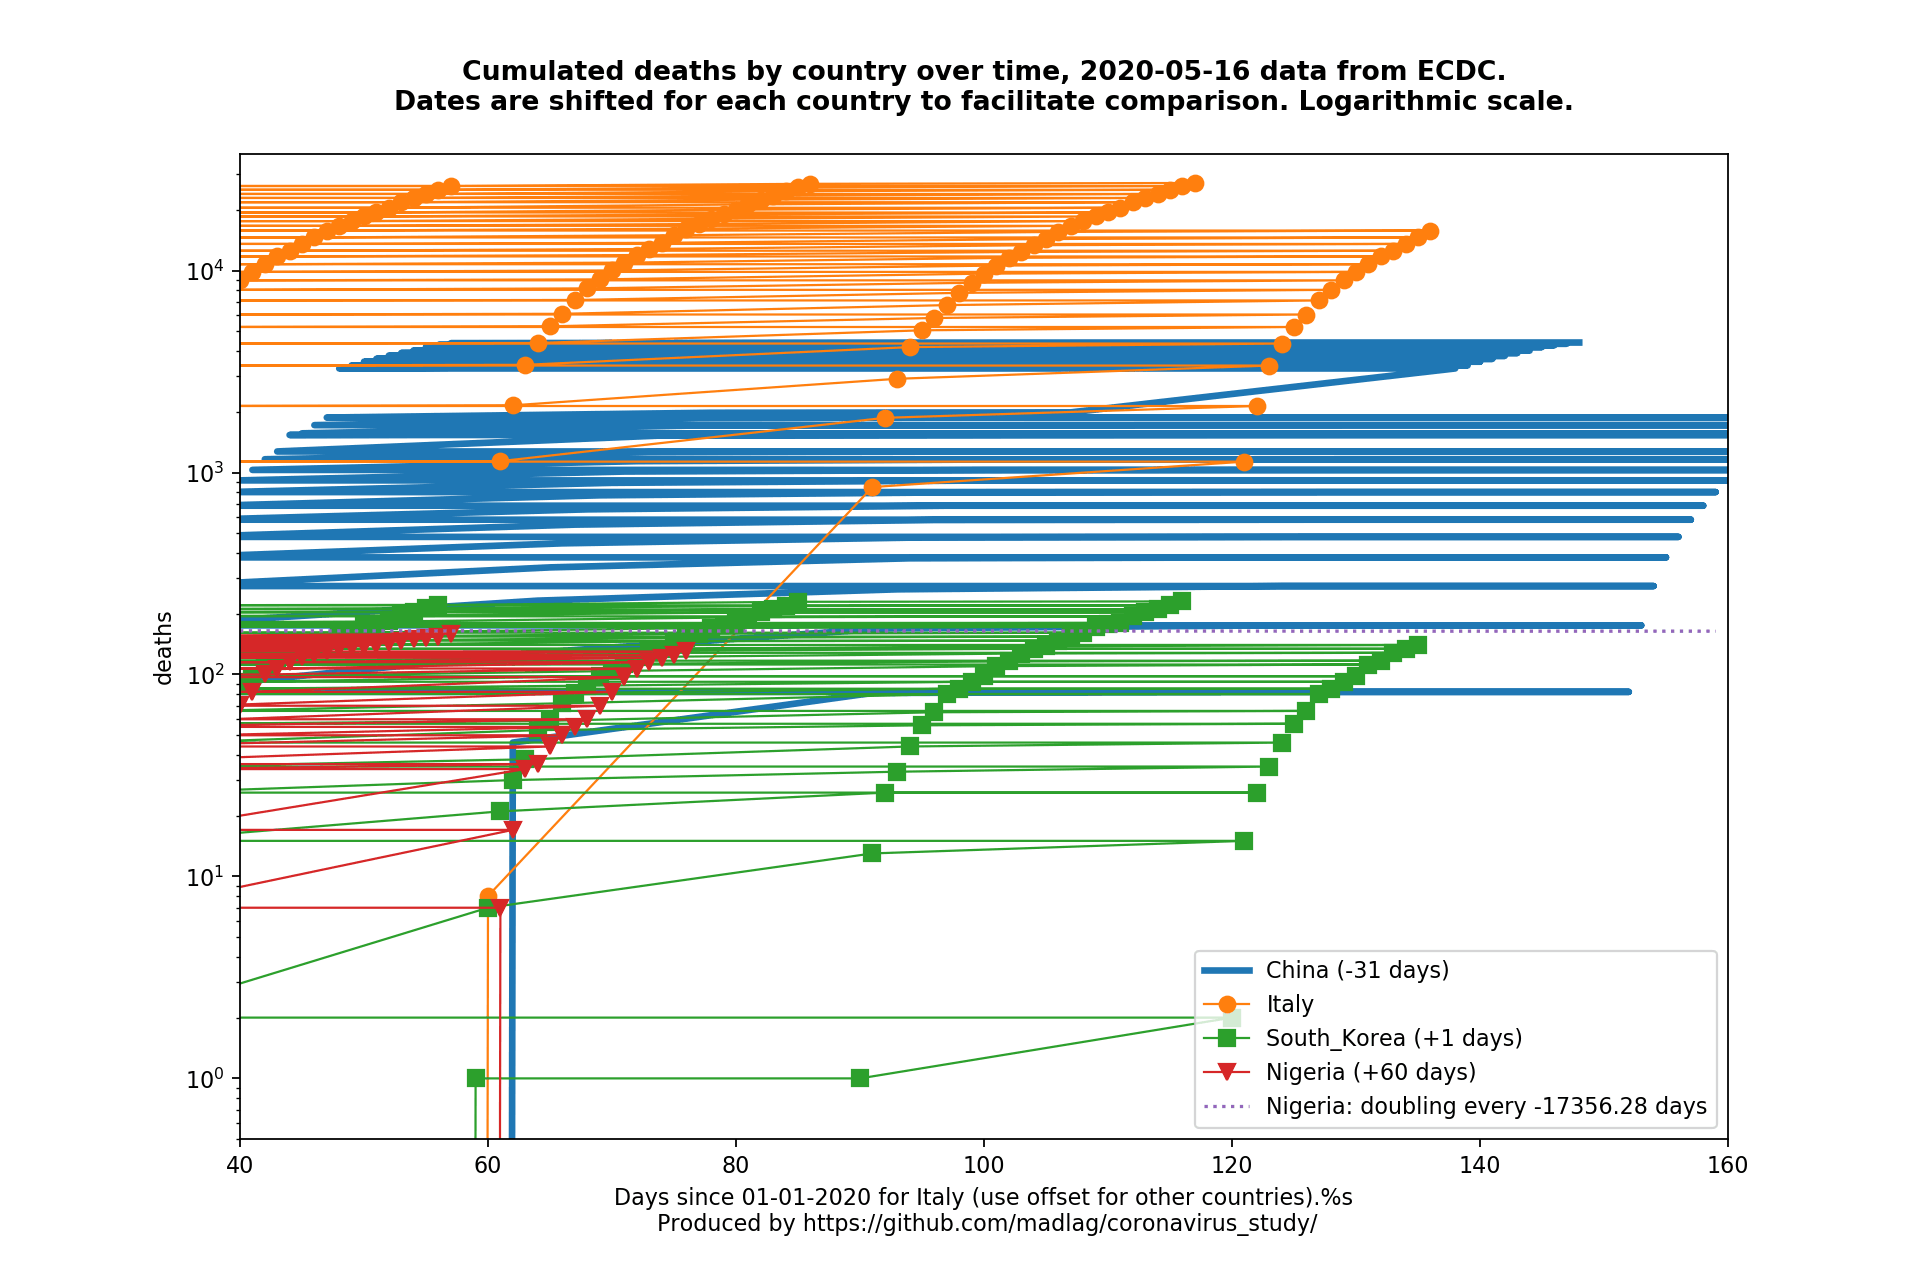 Cumulated deaths by country over time, 2020-05-16 data from ECDC.
Dates are shifted for each country to facilitate comparison. Logarithmic scale.
deaths
10^4
10^3
10^2
10^1
10^0
40 60 80 100 120 140 160
China (-31 days)
Italy
South_Korea (+1 days)
Nigeria (+60 days)
Nigeria: doubling every -17356.28 days
Days since 01-01-2020 for Italy (use offset for other countries).%s
Produced by https://github.com/madlag/coronavirus_study/